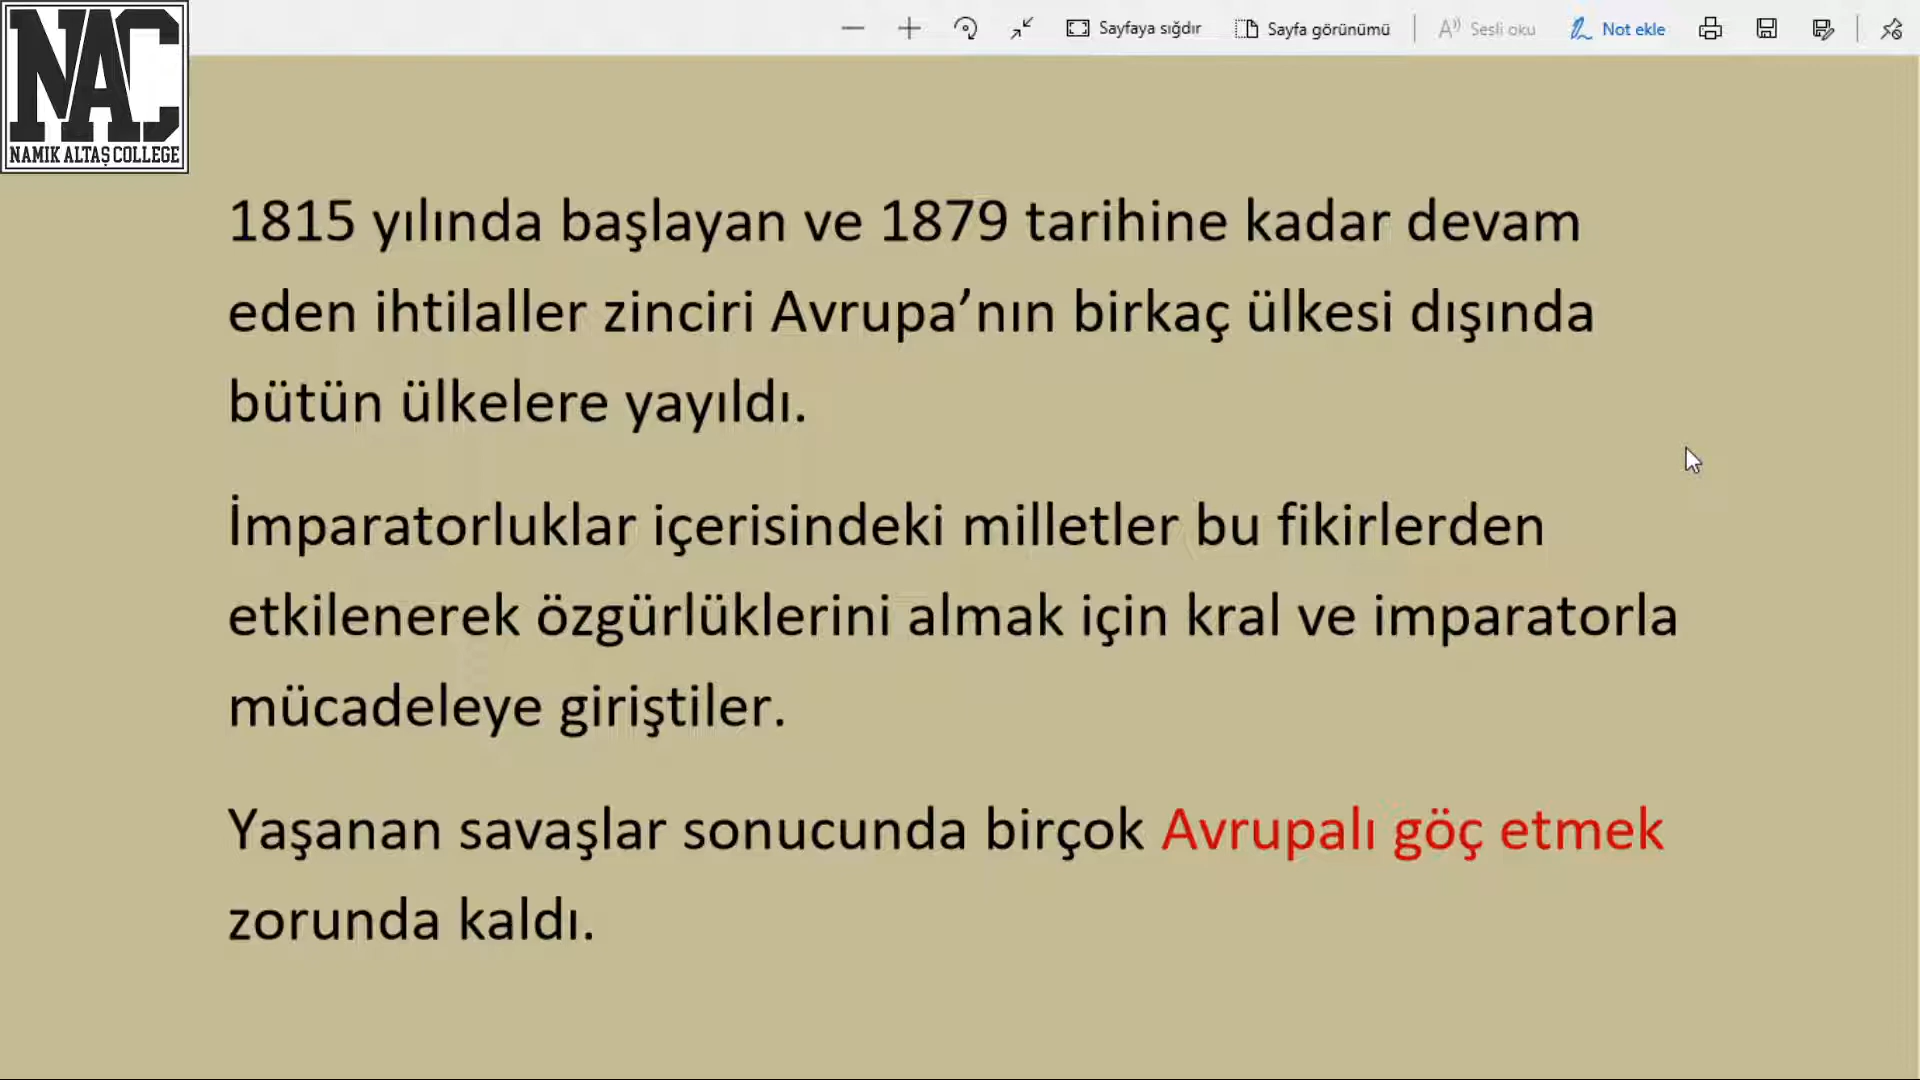 NAC
NAMIK ALTAŞ COLLEGE
Sayfaya sığdır
Sayfa görünümü
Sesli oku
Not ekle
1815 yılında başlayan ve 1879 tarihine kadar devam
eden ihtilaller zinciri Avrupa’nın birkaç ülkesi dışında
bütün ülkelere yayıldı.
İmparatorluklar içerisindeki milletler bu fikirlerden
etkilenerek özgürlüklerini almak için kral ve imparatorla
mücadeleye giriştiler.
Yaşanan savaşlar sonucunda birçok Avrupalı göç etmek
zorunda kaldı.